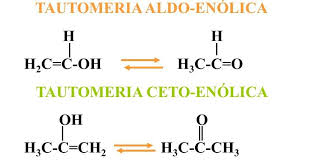 TAUTOMERIA ALDO-ENÓLICA
H H
H₂C=C-OH H₃C-C=O
TAUTOMERIA CETO-ENÓLICA
OH O
H₃C-C=CH₂ H₃C-C-CH₃